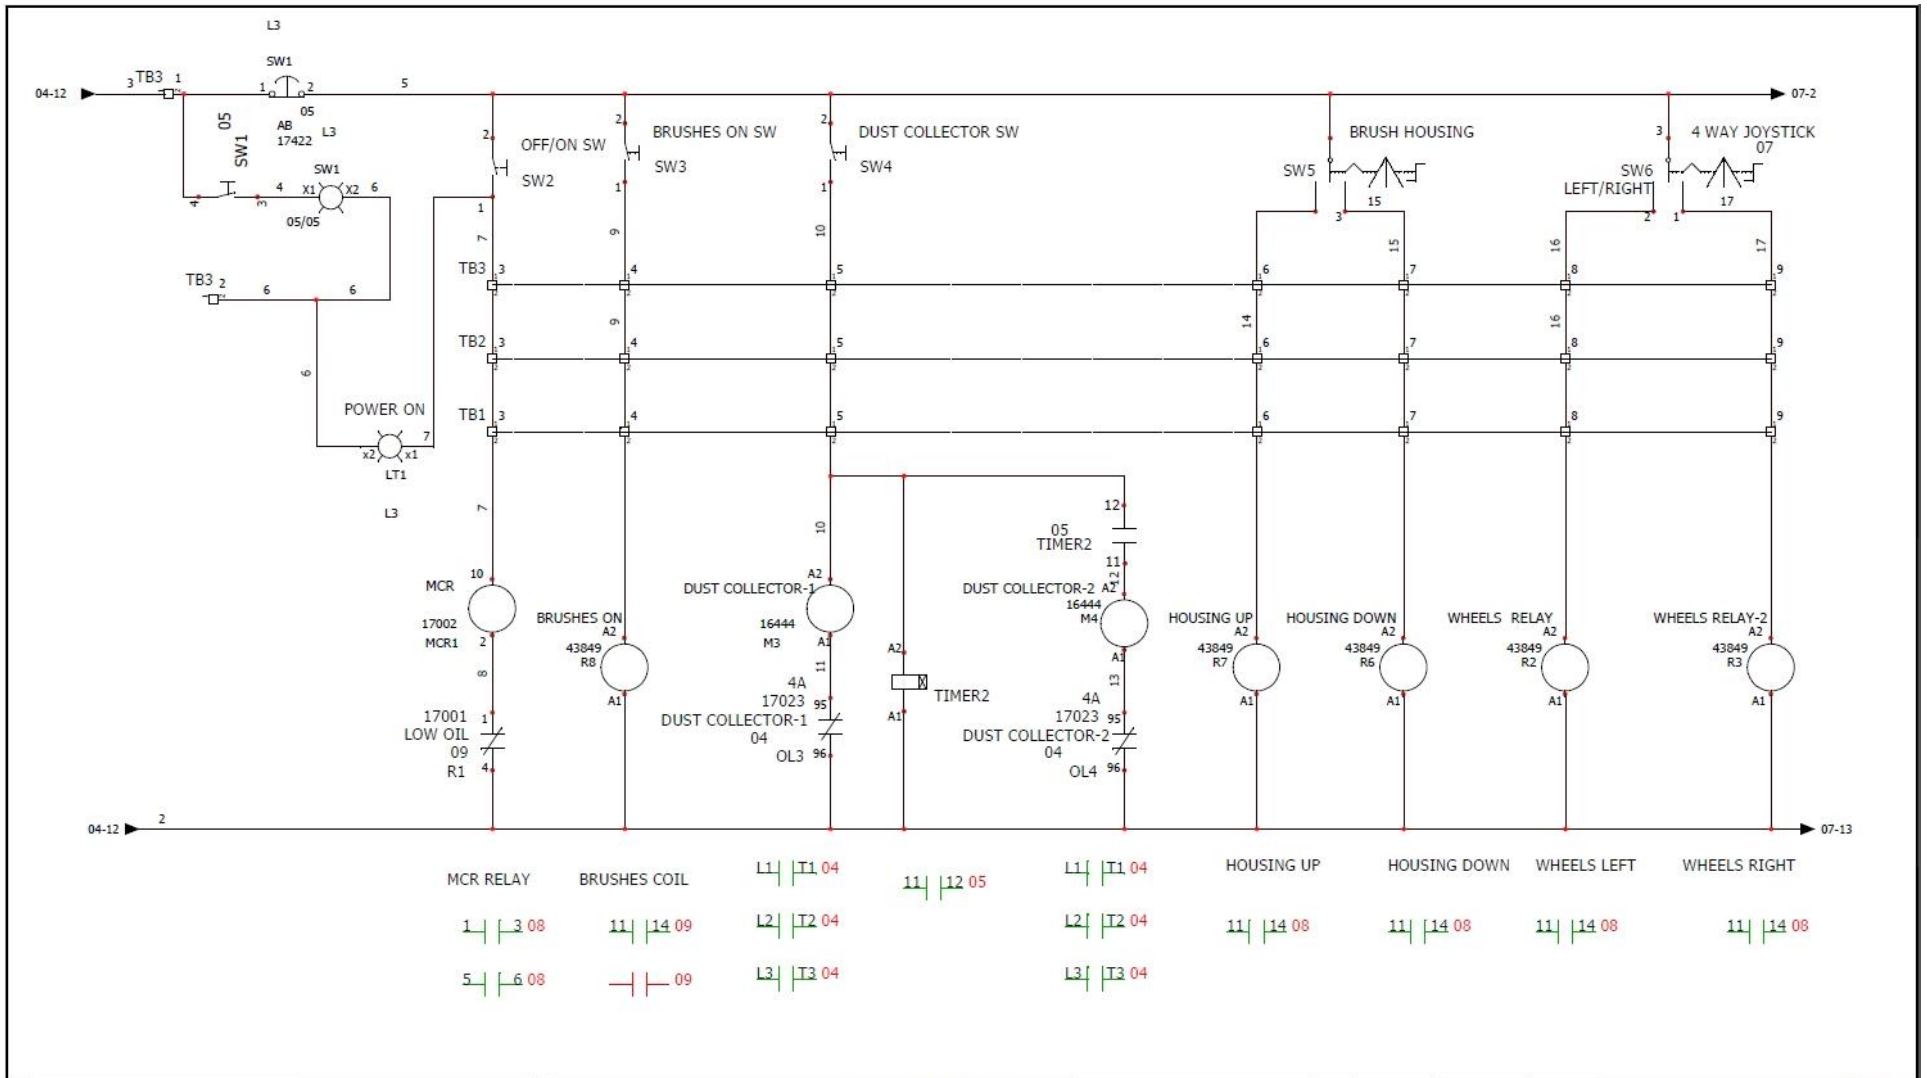 L3
SW1
04-12 3 TB3 1 1 2 5 07-2
05
AB
17422
L3
05
SW1
SW1
4 3 4 X1 X2 6
05/05
TB3 2 6 6
6
POWER ON
x2 x1 7
LT1
L3
2
OFF/ON SW
SW2
1
7
2 BRUSHES ON SW
SW3
1
9
2 DUST COLLECTOR SW
SW4
1
10
BRUSH HOUSING
SW5
3 15
15
3 4 WAY JOYSTICK
07
SW6
LEFT/RIGHT
2 1 17
16 17
TB3 3 4 5 6 7 8 9
9 14 16
TB2 3 4 5 6 7 8 9
TB1 3 4 5 6 7 8 9
7
10
MCR
17002
MCR1 2
8
17001 1
LOW OIL
09
R1 4
BRUSHES ON
A2
43849
R8
A1
10
A2
DUST COLLECTOR-1
16444
M3 A1
11
4A
17023 95
DUST COLLECTOR-1
04
OL3 96
A2
TIMER2
A1
12
05
TIMER2
11
12
DUST COLLECTOR-2 A2
16444
M4
A1
13
4A
17023 95
DUST COLLECTOR-2
04
OL4 96
HOUSING UP
A2
43849
R7
A1
HOUSING DOWN
A2
43849
R6
A1
WHEELS RELAY
A2
43849
R2
A1
WHEELS RELAY-2
A2
43849
R3
A1
04-12 2 07-13
MCR RELAY
1 3 08
5 6 08
BRUSHES COIL
11 14 09
09
L1 T1 04
L2 T2 04
L3 T3 04
11 12 05
L1 T1 04
L2 T2 04
L3 T3 04
HOUSING UP
11 14 08
HOUSING DOWN
11 14 08
WHEELS LEFT
11 14 08
WHEELS RIGHT
11 14 08